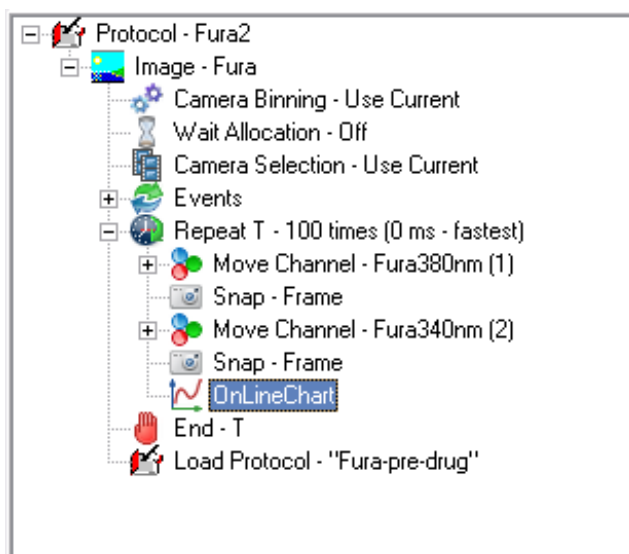 Protocol - Fura2
Image - Fura
Camera Binning - Use Current
Wait Allocation - Off
Camera Selection - Use Current
Events
Repeat T - 100 times (0 ms - fastest)
Move Channel - Fura380nm (1)
Snap - Frame
Move Channel - Fura340nm (2)
Snap - Frame
OnLineChart
End - T
Load Protocol - "Fura-pre-drug"